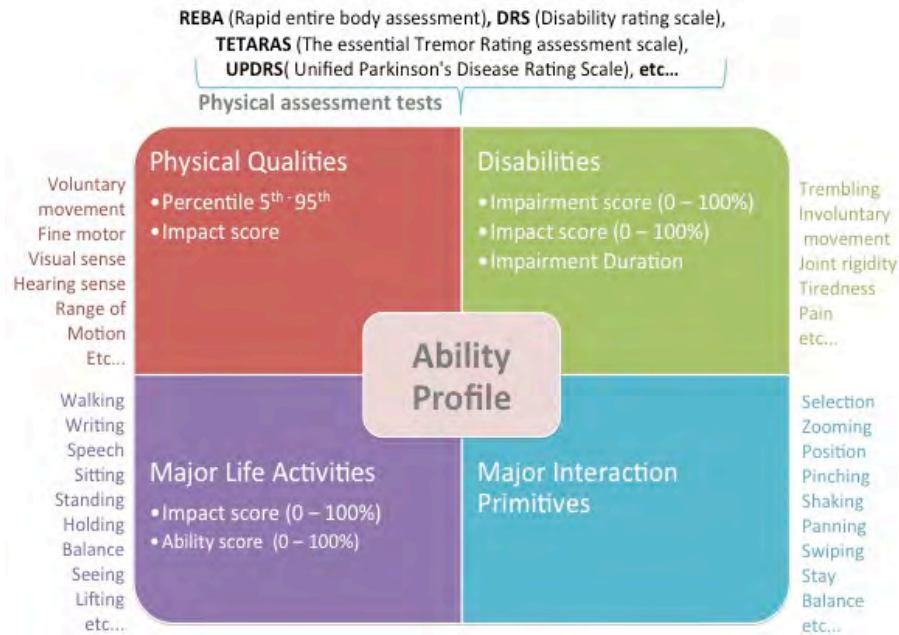 REBA (Rapid entire body assessment), DRS (Disability rating scale),
TETARAS (The essential Tremor Rating assessment scale),
UPDRS( Unified Parkinson's Disease Rating Scale), etc...
Physical assessment tests
Physical Qualities
•Percentile 5th - 95th
•Impact score
Disabilities
•Impairment score (0 – 100%)
•Impact score (0 – 100%)
•Impairment Duration
Voluntary
movement
Fine motor
Visual sense
Hearing sense
Range of
Motion
Etc...
Trembling
Involuntary
movement
Joint rigidity
Tiredness
Pain
etc...
Ability
Profile
Walking
Writing
Speech
Sitting
Standing
Holding
Balance
Seeing
Lifting
etc...
Major Life Activities
•Impact score (0 – 100%)
•Ability score (0 – 100%)
Major Interaction
Primitives
Selection
Zooming
Position
Pinching
Shaking
Panning
Swiping
Stay
Balance
etc...